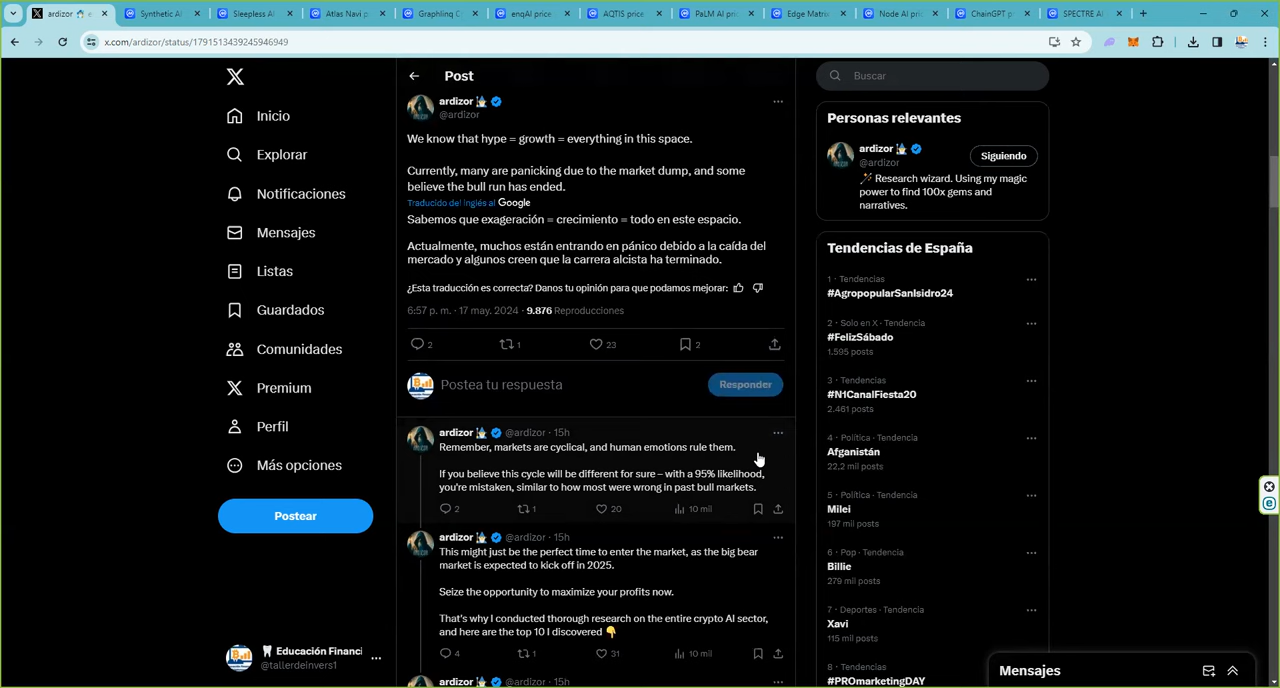 ardizor
Synthetic AI
Sleepless AI
Atlas Navi p
Graphlinq C
enqAI price
AQTIS price
PaLM AI pric
Edge Matrix
Node AI pric
ChainGPT p
SPECTRE AI
x.com/ardizor/status/1791513439245946949
Inicio
Explorar
Notificaciones
Mensajes
Listas
Guardados
Comunidades
Premium
Perfil
Más opciones
Postear
Educación Financi
@tallerdeinvers1
Post
ardizor
@ardizor
We know that hype = growth = everything in this space.
Currently, many are panicking due to the market dump, and some
believe the bull run has ended.
Traducido del inglés al Google
Sabemos que exageración = crecimiento = todo en este espacio.
Actualmente, muchos están entrando en pánico debido a la caída del
mercado y algunos creen que la carrera alcista ha terminado.
¿Esta traducción es correcta? Danos tu opinión para que podamos mejorar:
6:57 p. m. · 17 may. 2024 · 9.876 Reproducciones
2 1 23 2
Postea tu respuesta
Responder
ardizor @ardizor · 15h
Remember, markets are cyclical, and human emotions rule them.
If you believe this cycle will be different for sure – with a 95% likelihood,
you're mistaken, similar to how most were wrong in past bull markets.
2 1 20 10 mil
ardizor @ardizor · 15h
This might just be the perfect time to enter the market, as the big bear
market is expected to kick off in 2025.
Seize the opportunity to maximize your profits now.
That's why I conducted thorough research on the entire crypto AI sector,
and here are the top 10 I discovered
4 1 31 10 mil
ardizor @ardizor · 15h
Buscar
Personas relevantes
ardizor
@ardizor
Siguiendo
Research wizard. Using my magic
power to find 100x gems and
narratives.
Tendencias de España
1 · Tendencias
#AgropopularSanIsidro24
2 · Solo en X · Tendencia
#FelizSábado
1.595 posts
3 · Tendencias
#N1CanalFiesta20
2.461 posts
4 · Política · Tendencia
Afganistán
22,2 mil posts
5 · Política · Tendencia
Milei
197 mil posts
6 · Pop · Tendencia
Billie
279 mil posts
7 · Deportes · Tendencia
Xavi
115 mil posts
8 · Tendencias
#PROmarketingDAY
Mensajes